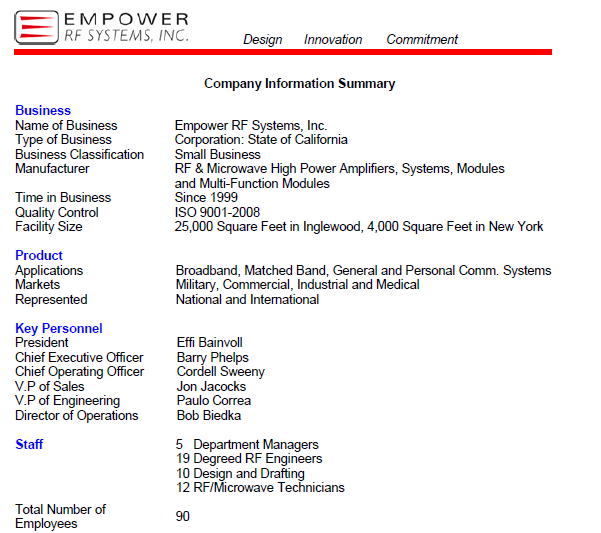 EMPOWER
RF SYSTEMS, INC.
Design Innovation Commitment
Company Information Summary
Business
Name of Business Empower RF Systems, Inc.
Type of Business Corporation: State of California
Business Classification Small Business
Manufacturer RF & Microwave High Power Amplifiers, Systems, Modules
and Multi-Function Modules
Time in Business Since 1999
Quality Control ISO 9001-2008
Facility Size 25,000 Square Feet in Inglewood, 4,000 Square Feet in New York
Product
Applications Broadband, Matched Band, General and Personal Comm. Systems
Markets Military, Commercial, Industrial and Medical
Represented National and International
Key Personnel
President Effi Bainvoll
Chief Executive Officer Barry Phelps
Chief Operating Officer Cordell Sweeny
V.P of Sales Jon Jacocks
V.P of Engineering Paulo Correa
Director of Operations Bob Biedka
Staff 5 Department Managers
19 Degreed RF Engineers
10 Design and Drafting
12 RF/Microwave Technicians
Total Number of
Employees 90